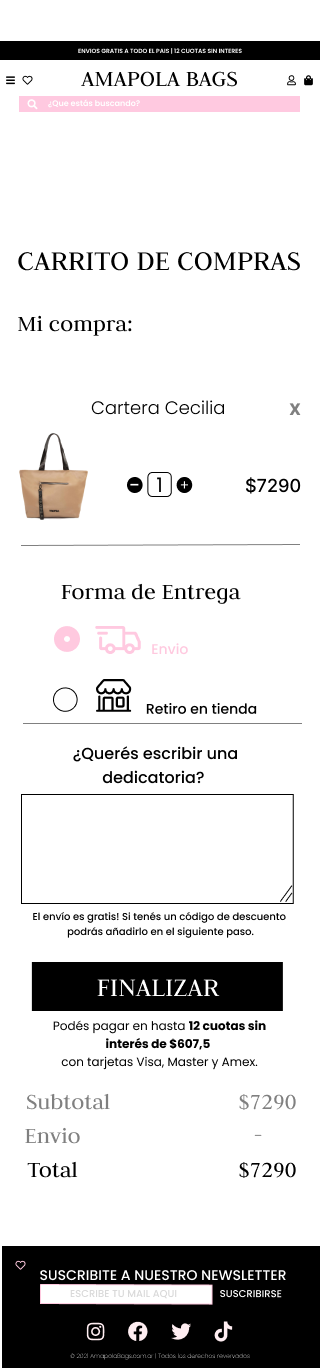 ENVIOS GRATIS A TODO EL PAIS | 12 CUOTAS SIN INTERES
AMAPOLA BAGS
¿Que estás buscando?
CARRITO DE COMPRAS
Mi compra:
Cartera Cecilia X
1 $7290
Forma de Entrega
Envio
Retiro en tienda
¿Querés escribir una
dedicatoria?
El envío es gratis! Si tenés un código de descuento
podrás añadirlo en el siguiente paso.
FINALIZAR
Podés pagar en hasta 12 cuotas sin
interés de $607,5
con tarjetas Visa, Master y Amex.
Subtotal $7290
Envio -
Total $7290
SUSCRIBITE A NUESTRO NEWSLETTER
ESCRIBE TU MAIL AQUI SUSCRIBIRSE
© 2021 AmapolaBags.com.ar | Todos los derechos reservados